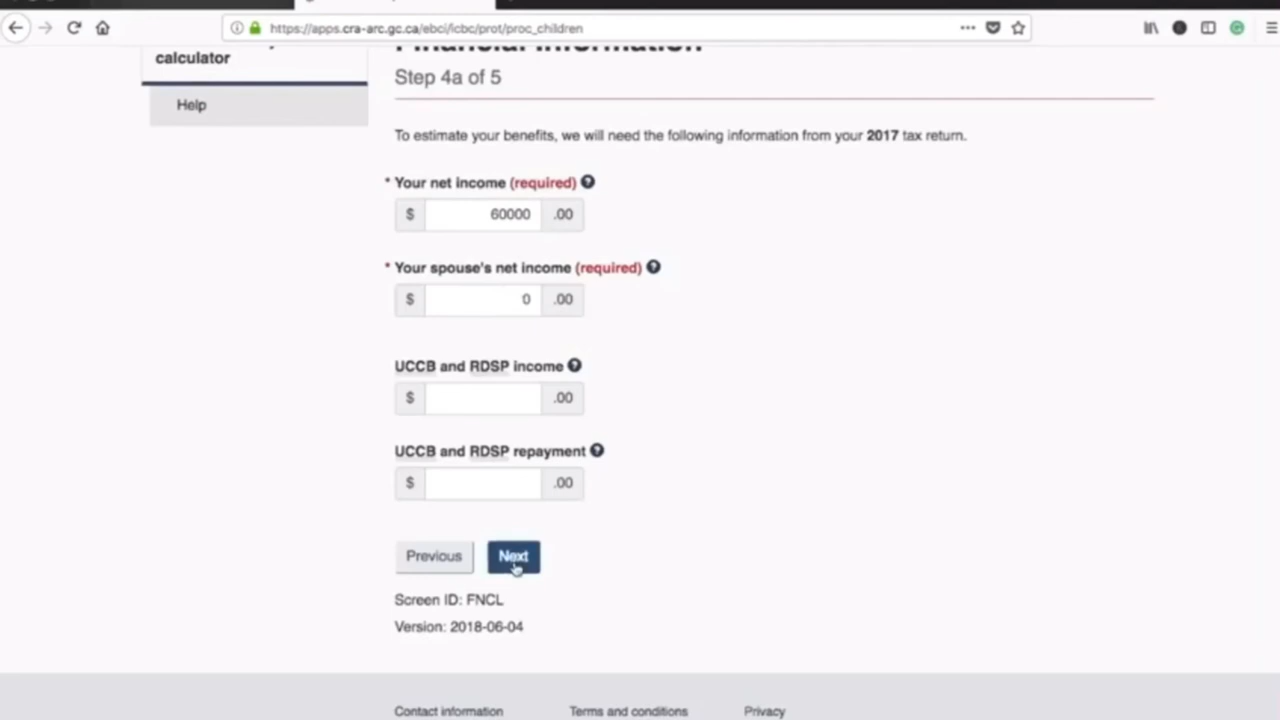 https://apps.cra-arc.gc.ca/ebci/icbc/prot/proc_children
calculator
Help
Financial information
Step 4a of 5
To estimate your benefits, we will need the following information from your 2017 tax return.
* Your net income (required) ?
$ 60000 .00
* Your spouse's net income (required) ?
$ 0 .00
UCCB and RDSP income ?
$ .00
UCCB and RDSP repayment ?
$ .00
Previous Next
Screen ID: FNCL
Version: 2018-06-04
Contact information Terms and conditions Privacy